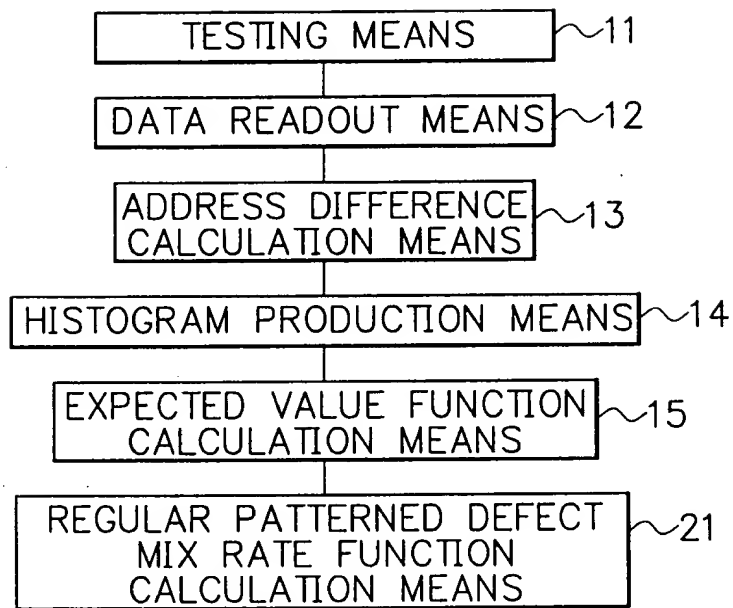 TESTING MEANS 11
DATA READOUT MEANS 12
ADDRESS DIFFERENCE
CALCULATION MEANS 13
HISTOGRAM PRODUCTION MEANS 14
EXPECTED VALUE FUNCTION
CALCULATION MEANS 15
REGULAR PATTERNED DEFECT
MIX RATE FUNCTION 21
CALCULATION MEANS